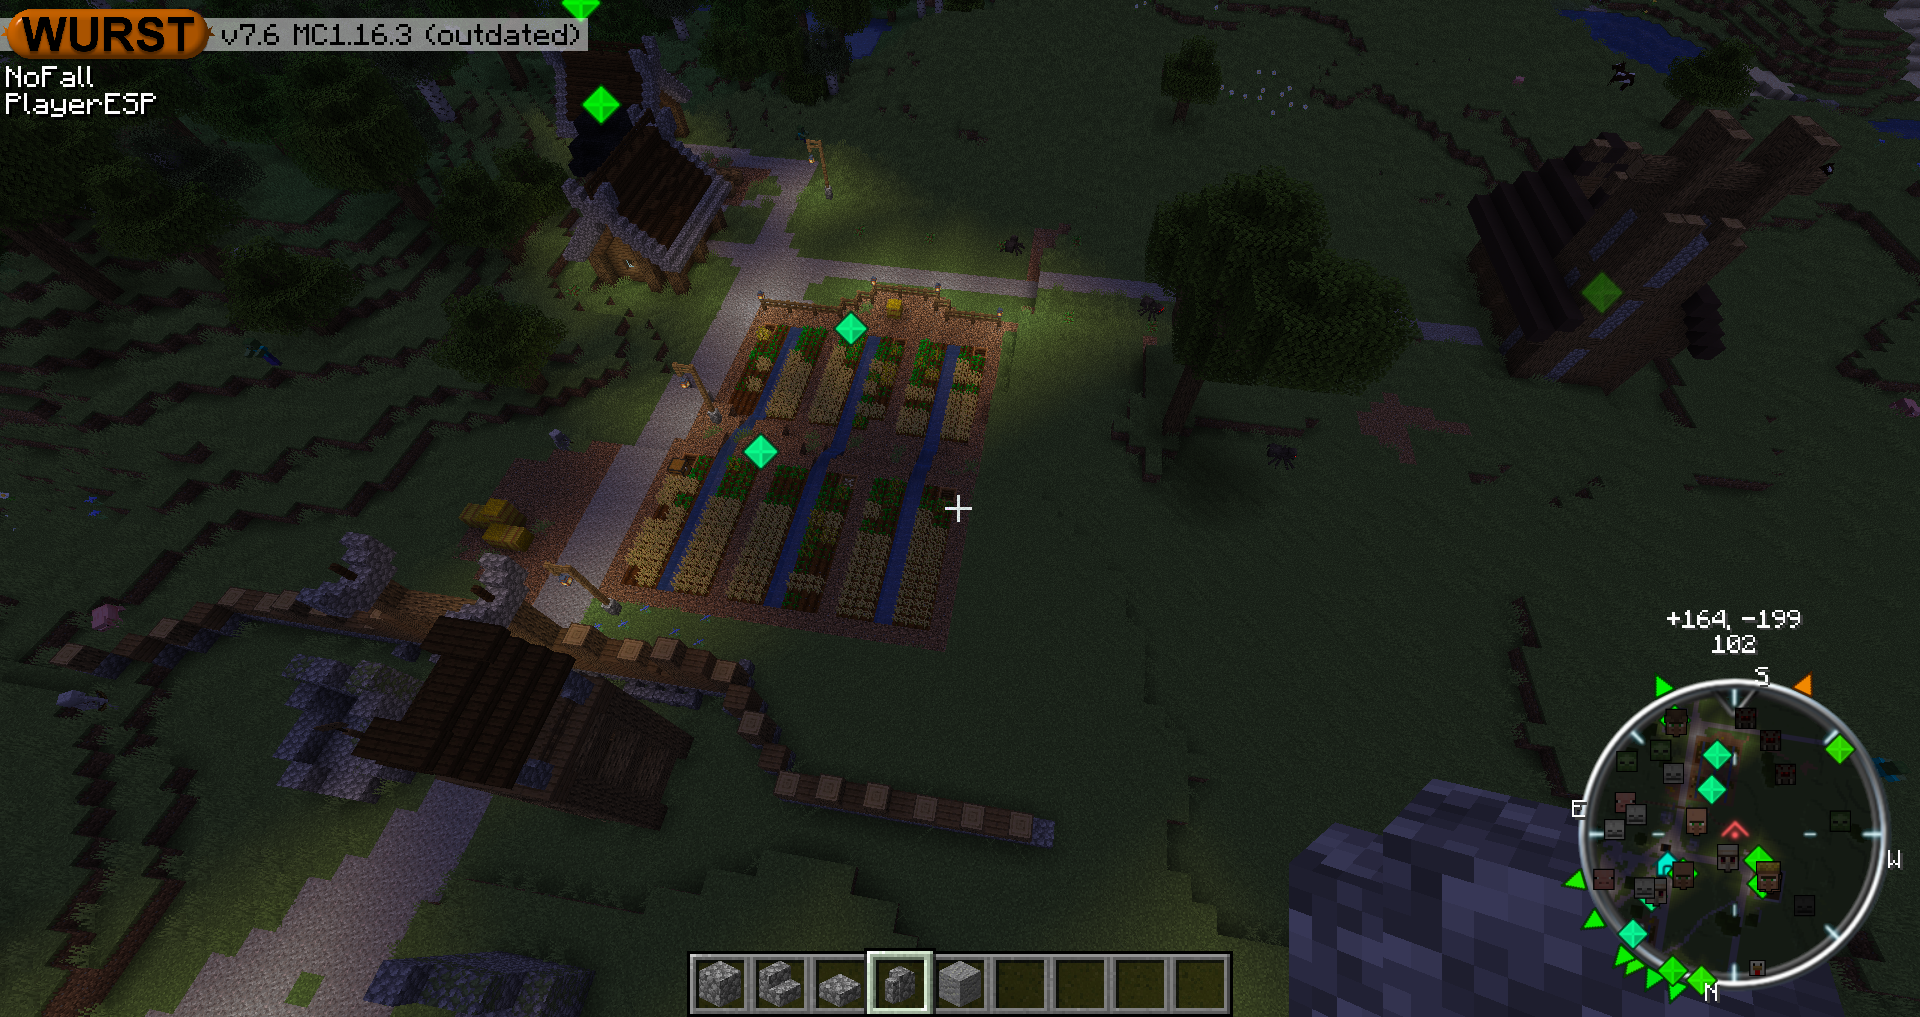 WURST v7.6 MC1.16.3 (outdated)
NoFall
PlayerESP
+164, -199
102
S
E
W
N